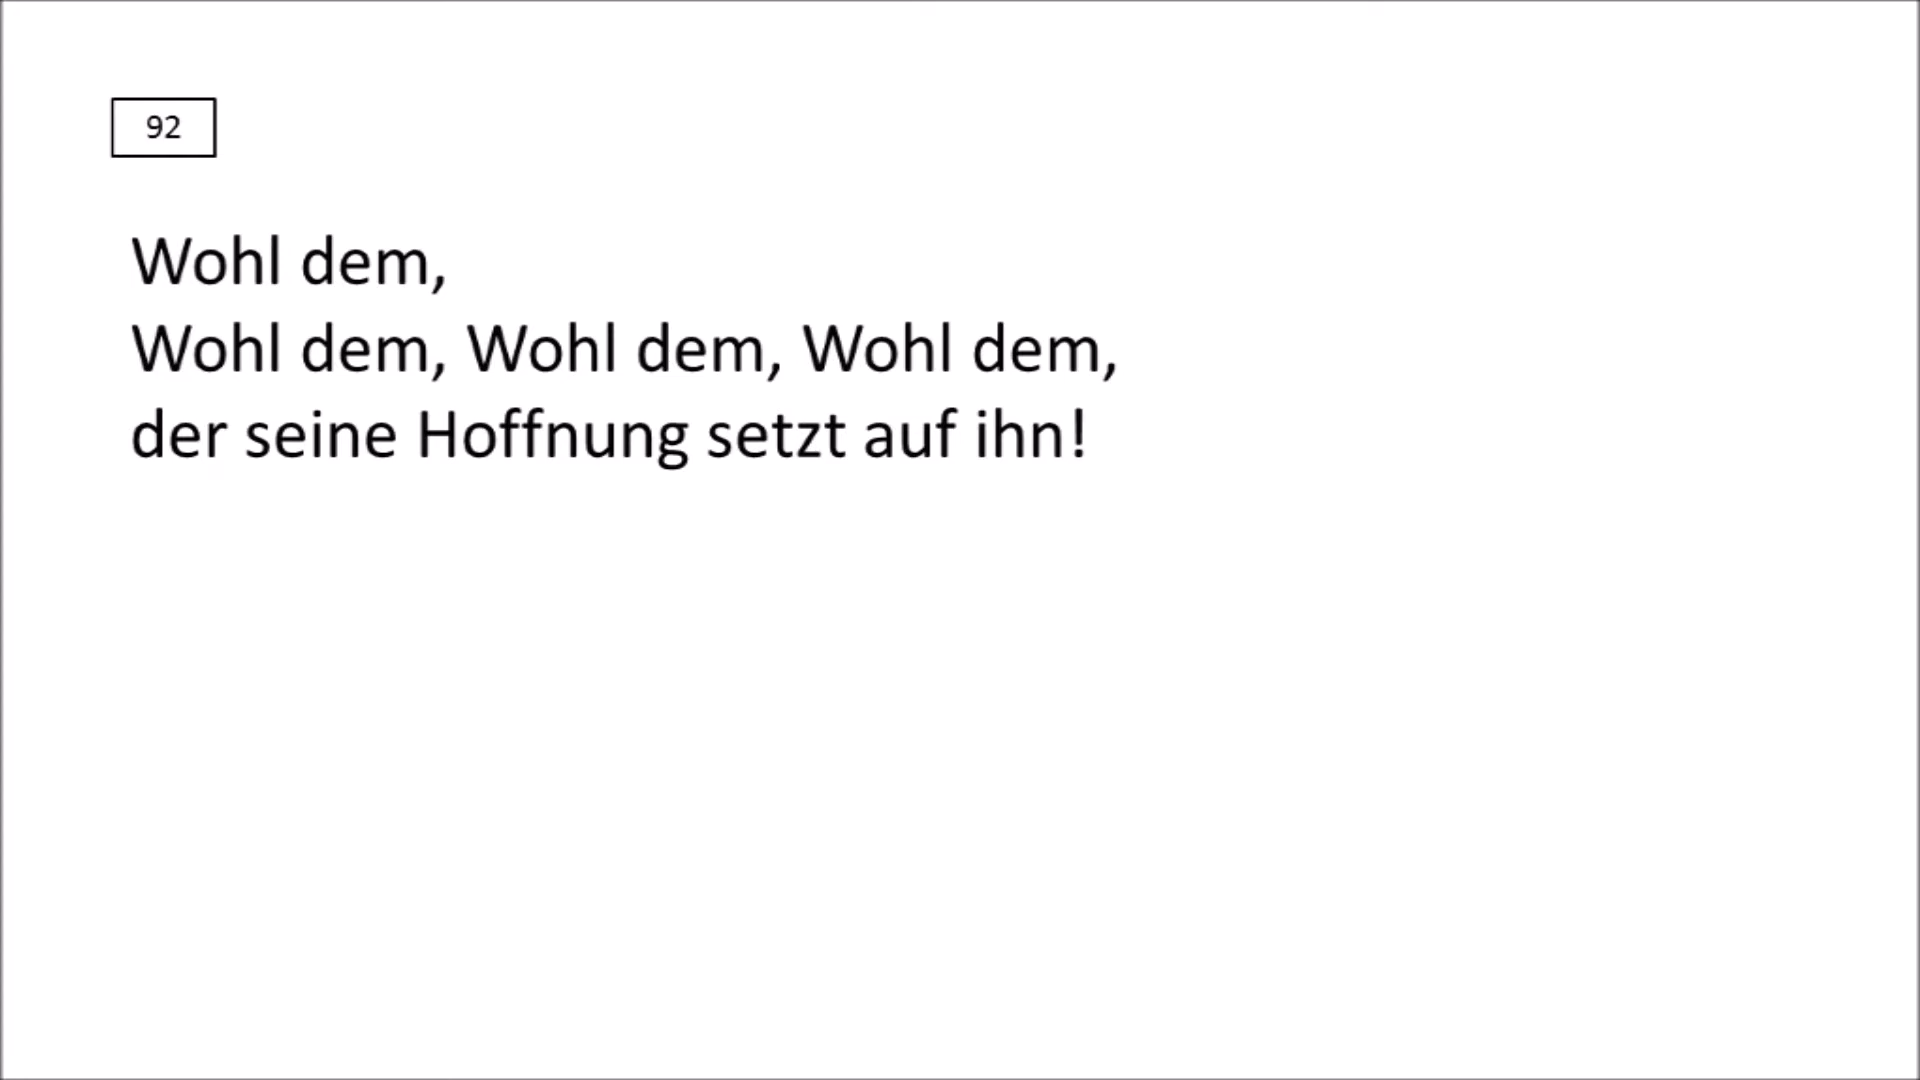 92
Wohl dem,
Wohl dem, Wohl dem, Wohl dem,
der seine Hoffnung setzt auf ihn!